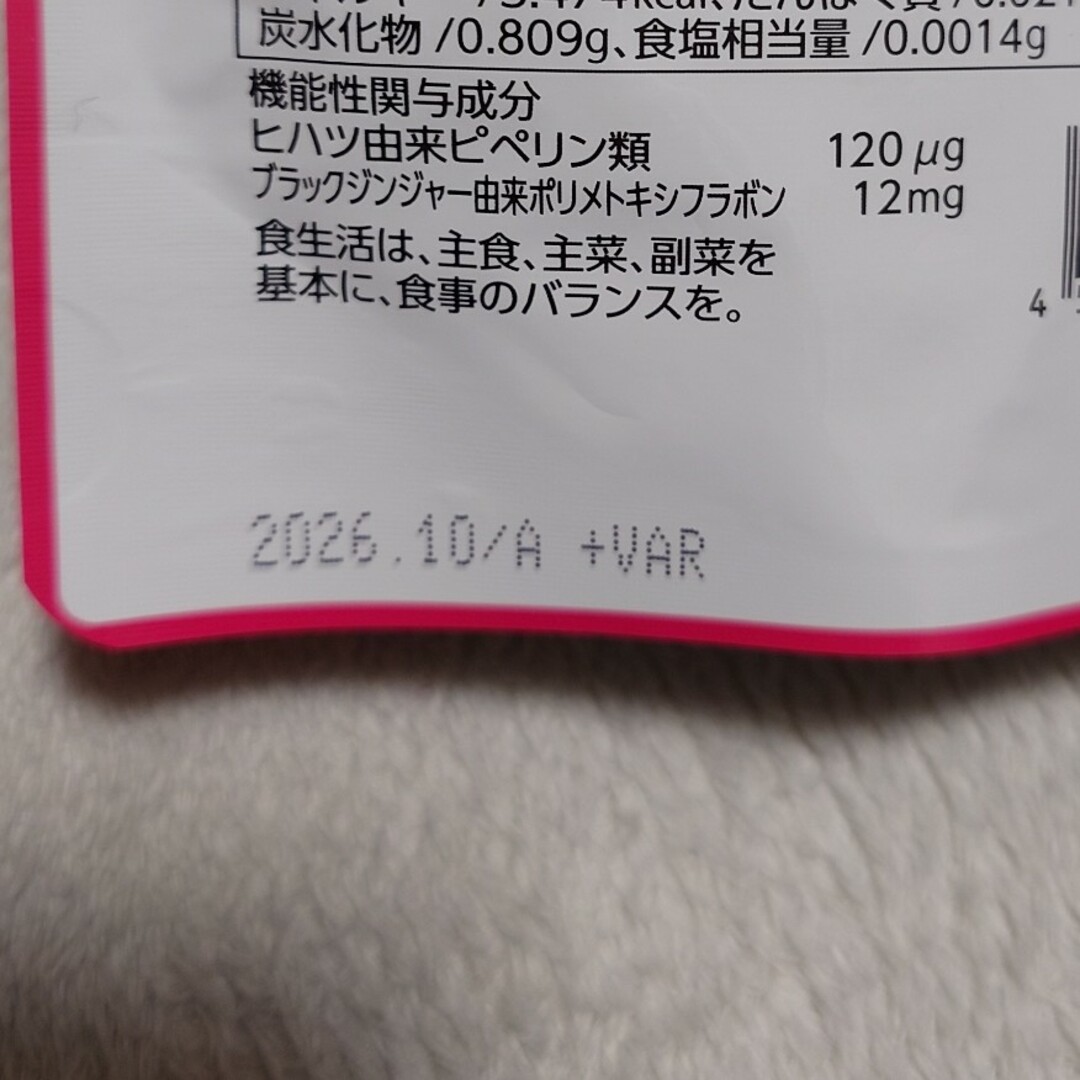 炭水化物 /0.809g、食塩相当量 /0.0014g
機能性関与成分
ヒハツ由来ピペリン類 120μg
ブラックジンジャー由来ポリメトキシフラボン 12mg
食生活は、主食、主菜、副菜を
基本に、食事のバランスを。
4
2026.10/A +VAR